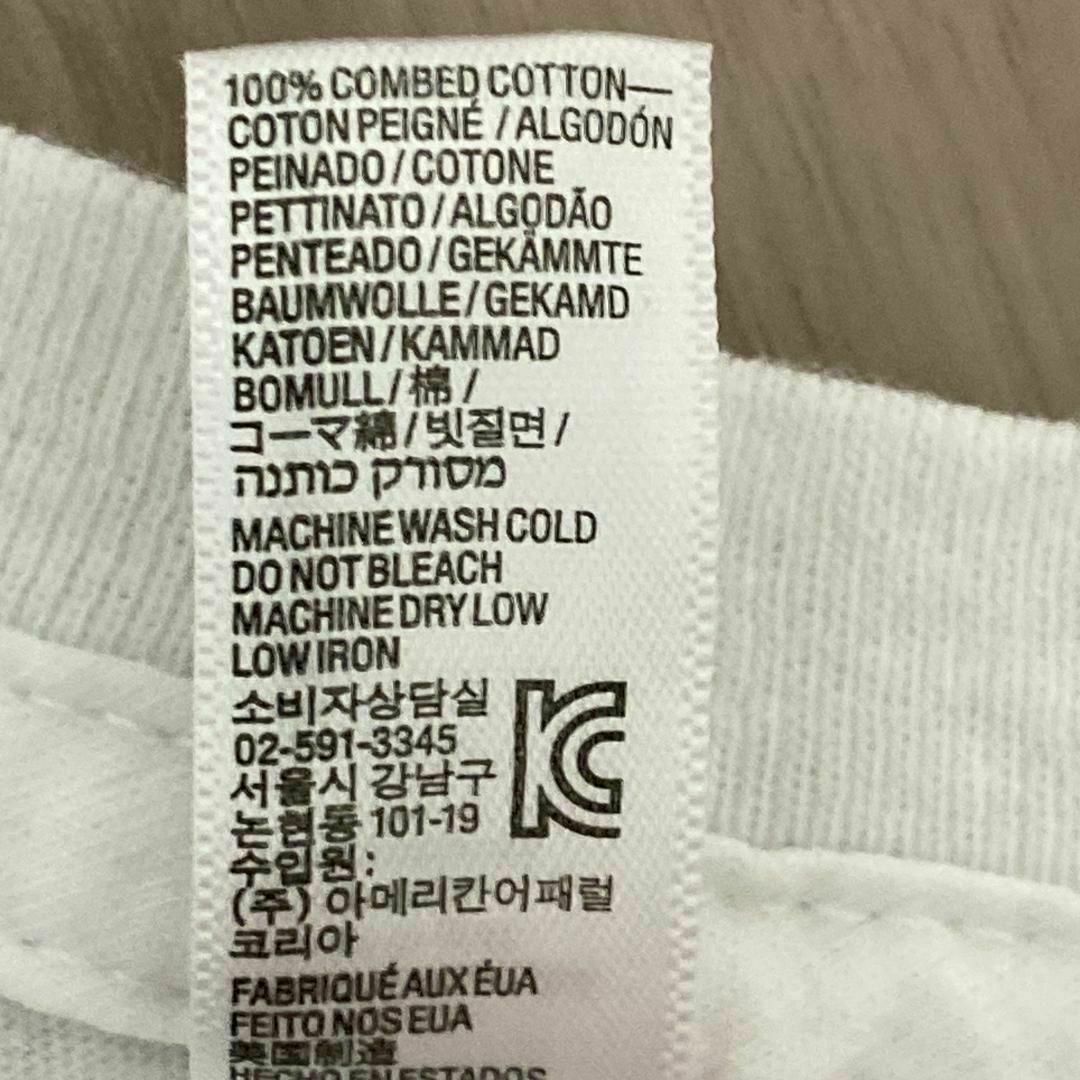 100% COMBED COTTON—
COTON PEIGNÉ / ALGODÓN
PEINADO / COTONE
PETTINATO / ALGODÃO
PENTEADO / GEKÄMMTE
BAUMWOLLE / GEKAMD
KATOEN / KAMMAD
BOMULL / 棉 /
コーマ綿 / 빗질면 /
מסורק כותנה
MACHINE WASH COLD
DO NOT BLEACH
MACHINE DRY LOW
LOW IRON
소비자상담실
02-591-3345
서울시 강남구
논현동 101-19
수입원:
(주) 아메리칸어패럴
코리아
KC
FABRIQUÉ AUX ÉUA
FEITO NOS EUA
美国制造
HECHO EN ESTADOS